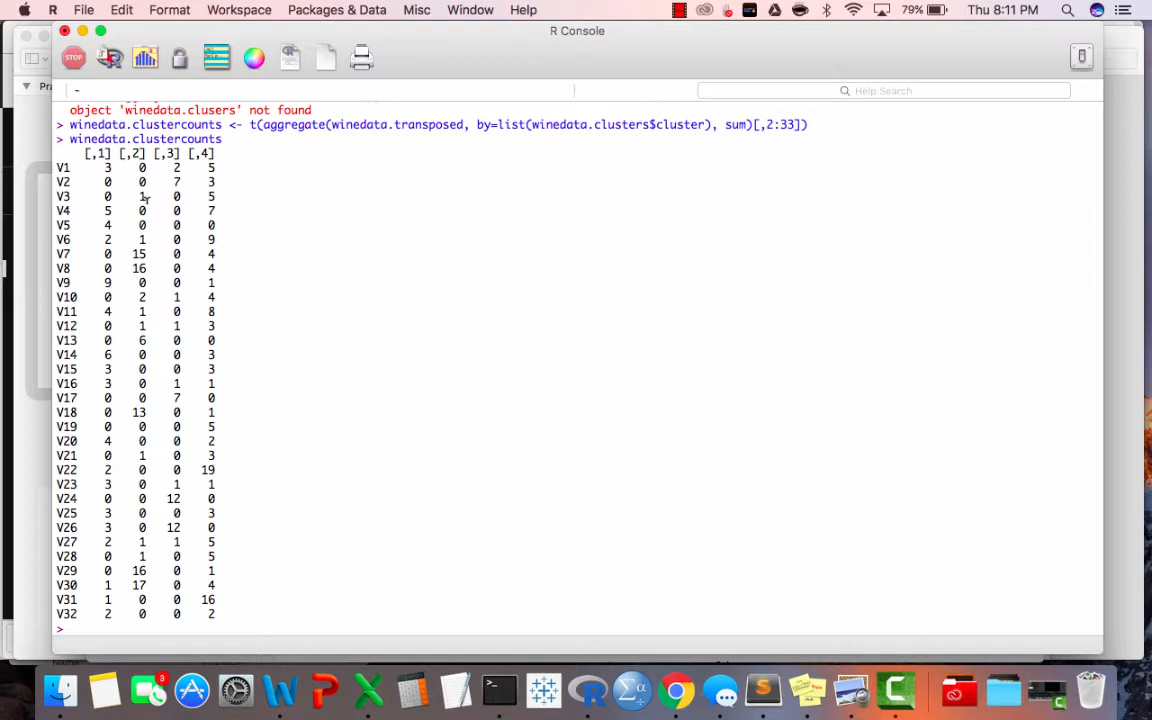 R File Edit Format Workspace Packages & Data Misc Window Help 79% Thu 8:11 PM
R Console
STOP
~ Help Search
Pra
object 'winedata.clusers' not found
> winedata.clustercounts <- t(aggregate(winedata.transposed, by=list(winedata.clusters$cluster), sum)[,2:33])
> winedata.clustercounts
[,1] [,2] [,3] [,4]
V1 3 0 2 5
V2 0 0 7 3
V3 0 1 0 5
V4 5 0 0 7
V5 4 0 0 0
V6 2 1 0 9
V7 0 15 0 4
V8 0 16 0 4
V9 9 0 0 1
V10 0 2 1 4
V11 4 1 0 8
V12 0 1 1 3
V13 0 6 0 0
V14 6 0 0 3
V15 3 0 0 3
V16 3 0 1 1
V17 0 0 7 0
V18 0 13 0 1
V19 0 0 0 5
V20 4 0 0 2
V21 0 1 0 3
V22 2 0 0 19
V23 3 0 1 1
V24 0 0 12 0
V25 3 0 0 3
V26 3 0 12 0
V27 2 1 1 5
V28 0 1 0 5
V29 0 16 0 1
V30 1 17 0 4
V31 1 0 0 16
V32 2 0 0 2
>
3